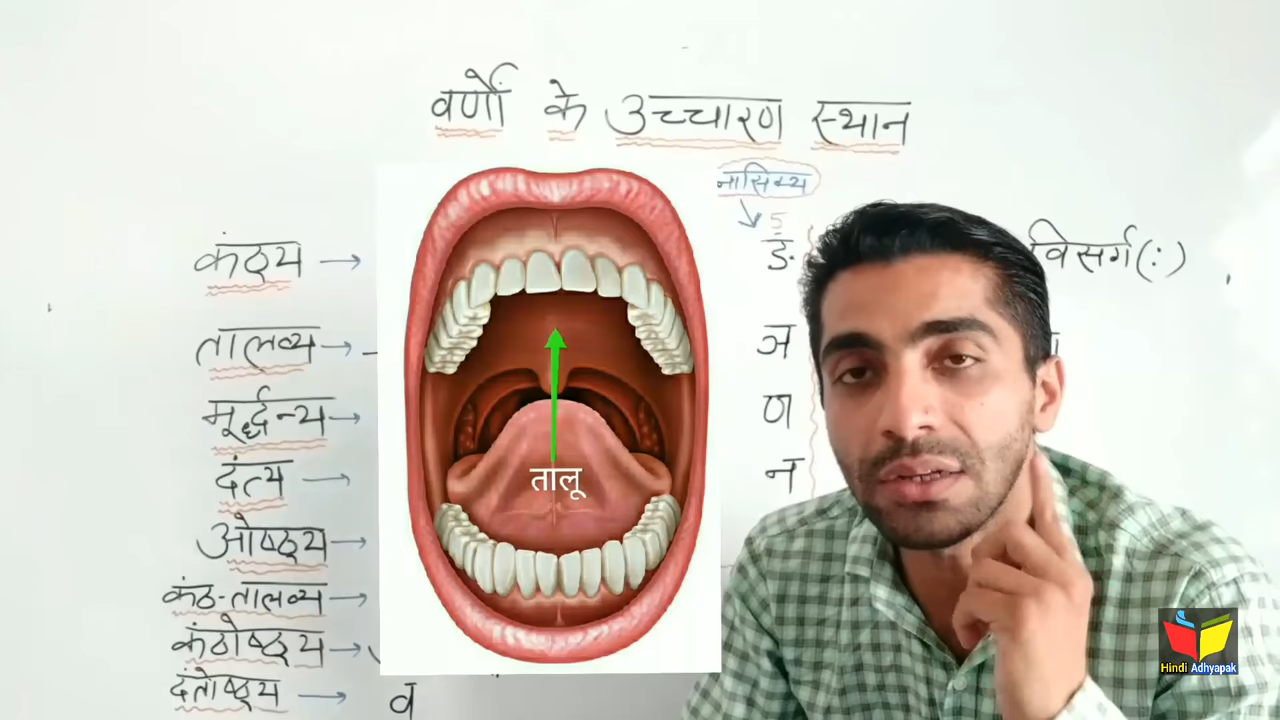 वर्णों के उच्चारण स्थान
नासिक्य
5
कंठ्य → ङ विसर्ग (:)
तालव्य → ञ
मूर्द्धन्य → ण
दंत्य → न
तालू
ओष्ठ्य →
कंठ-तालव्य →
कंठोष्ठ्य →
दंतोष्ठ्य → व
Hindi Adhyapak